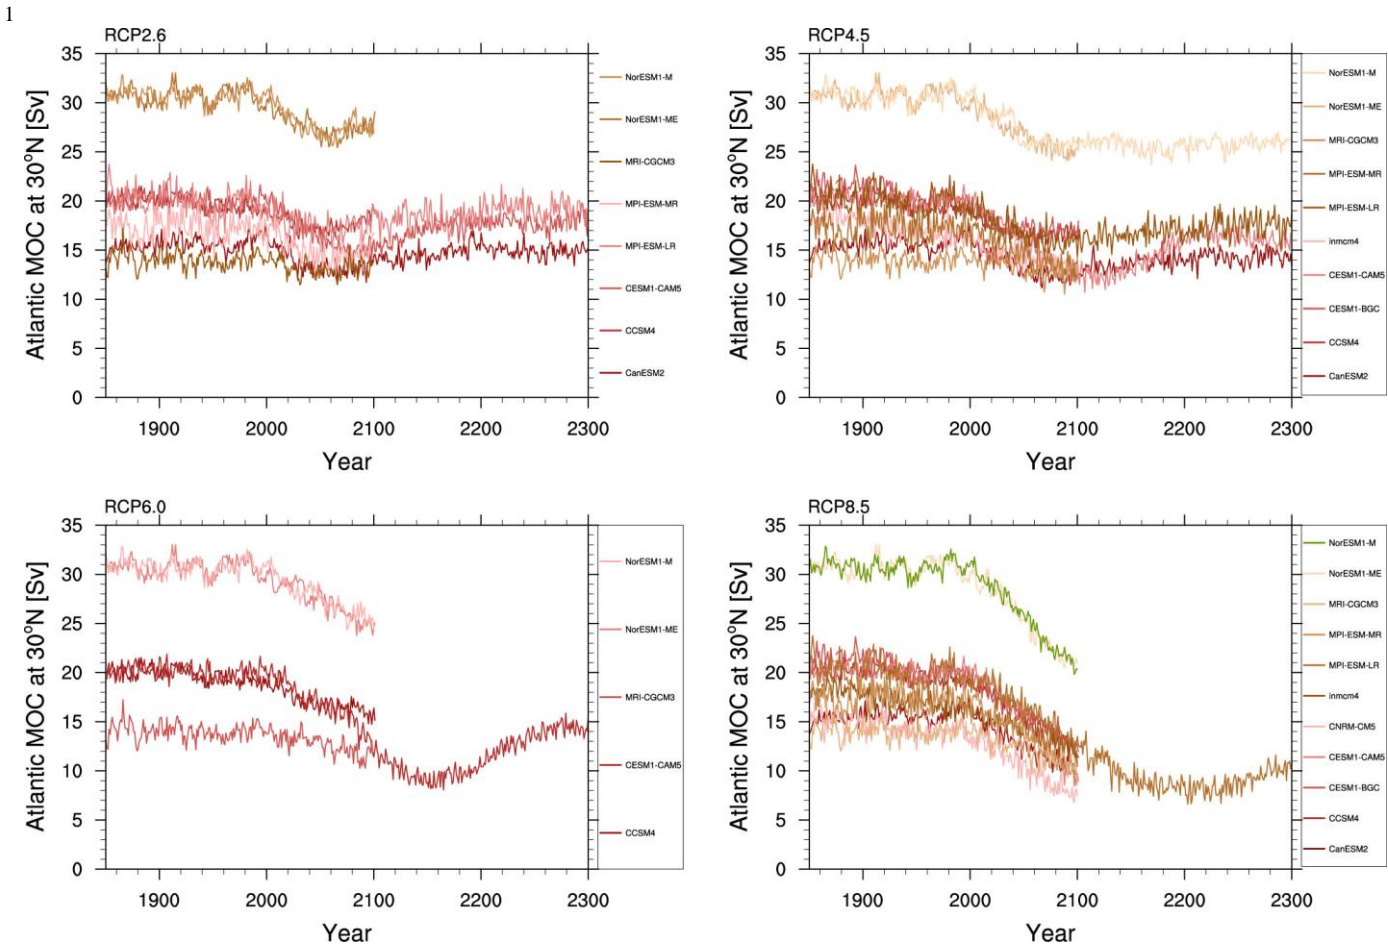 1
RCP2.6
Atlantic MOC at 30°N [Sv]
35
30
25
20
15
10
5
0
1900 2000 2100 2200 2300
Year
NorESM1-M
NorESM1-ME
MRI-CGCM3
MPI-ESM-MR
MPI-ESM-LR
CESM1-CAM5
CCSM4
CanESM2
RCP4.5
Atlantic MOC at 30°N [Sv]
35
30
25
20
15
10
5
0
1900 2000 2100 2200 2300
Year
NorESM1-M
NorESM1-ME
MRI-CGCM3
MPI-ESM-MR
MPI-ESM-LR
inmcm4
CESM1-CAM5
CESM1-BGC
CCSM4
CanESM2
RCP6.0
Atlantic MOC at 30°N [Sv]
35
30
25
20
15
10
5
0
1900 2000 2100 2200 2300
Year
NorESM1-M
NorESM1-ME
MRI-CGCM3
CESM1-CAM5
CCSM4
RCP8.5
Atlantic MOC at 30°N [Sv]
35
30
25
20
15
10
5
0
1900 2000 2100 2200 2300
Year
NorESM1-M
NorESM1-ME
MRI-CGCM3
MPI-ESM-MR
MPI-ESM-LR
inmcm4
CNRM-CM5
CESM1-CAM5
CESM1-BGC
CCSM4
CanESM2